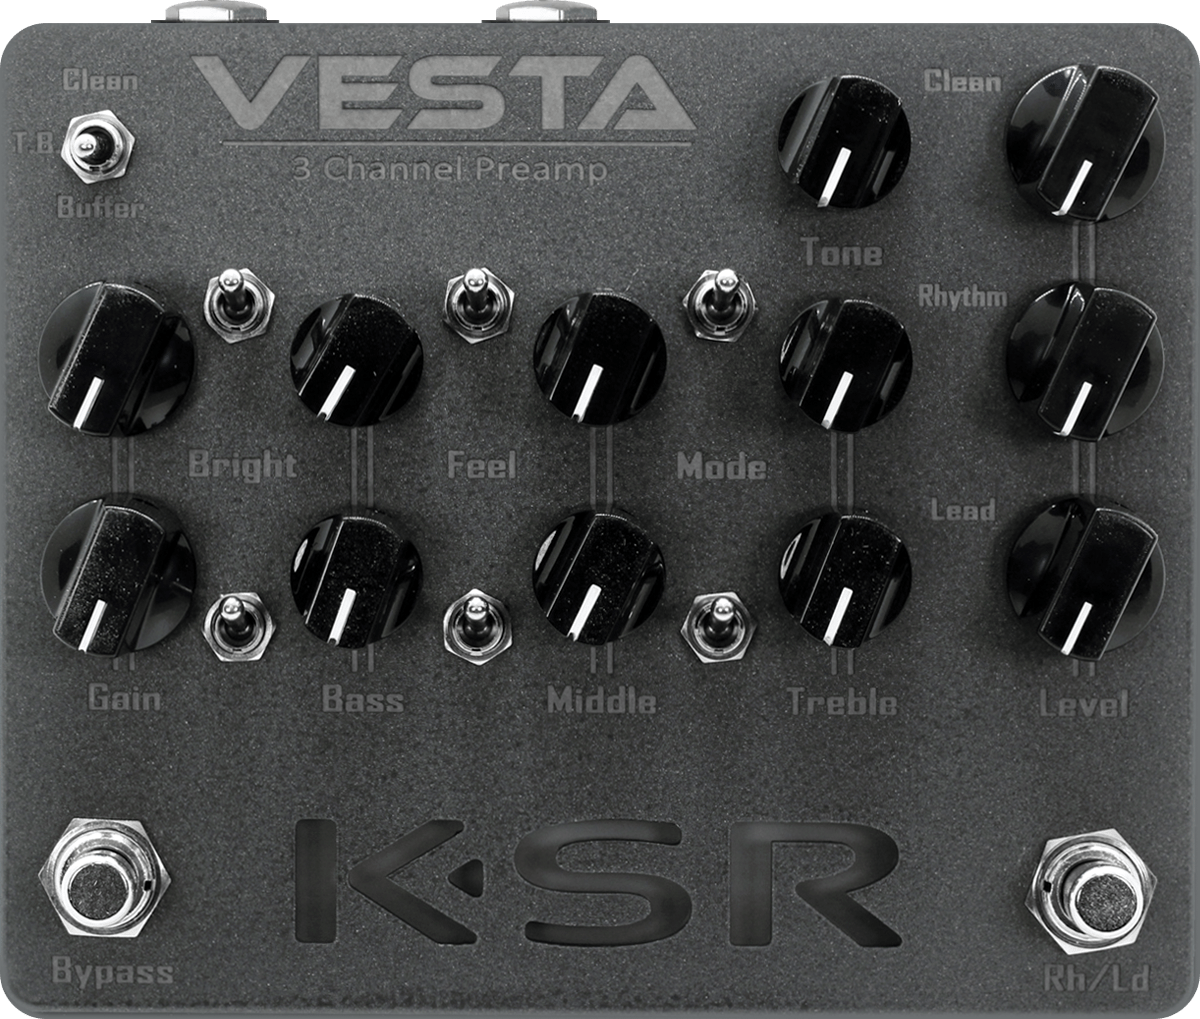 Clean
VESTA
Clean
T.B.
3 Channel Preamp
Buffer
Tone
Rhythm
Bright
Feel
Mode
Lead
Gain
Bass
Middle
Treble
Level
K·SR
Bypass
Rh/Ld